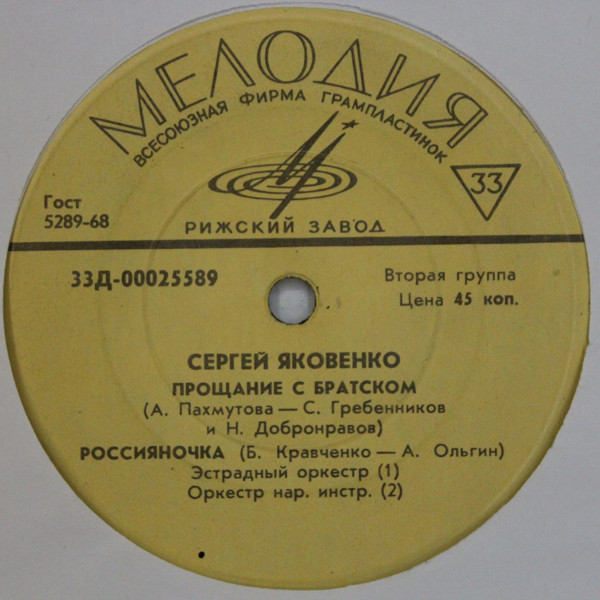 МЕЛОДИЯ
ВСЕСОЮЗНАЯ ФИРМА ГРАМПЛАСТИНОК
33
Гост
5289-68
РИЖСКИЙ ЗАВОД
33Д-00025589
Вторая группа
Цена 45 коп.
СЕРГЕЙ ЯКОВЕНКО
ПРОЩАНИЕ С БРАТСКОМ
(А. Пахмутова — С. Гребенников
и Н. Добронравов)
РОССИЯНОЧКА (Б. Кравченко — А. Ольгин)
Эстрадный оркестр (1)
Оркестр нар. инстр. (2)